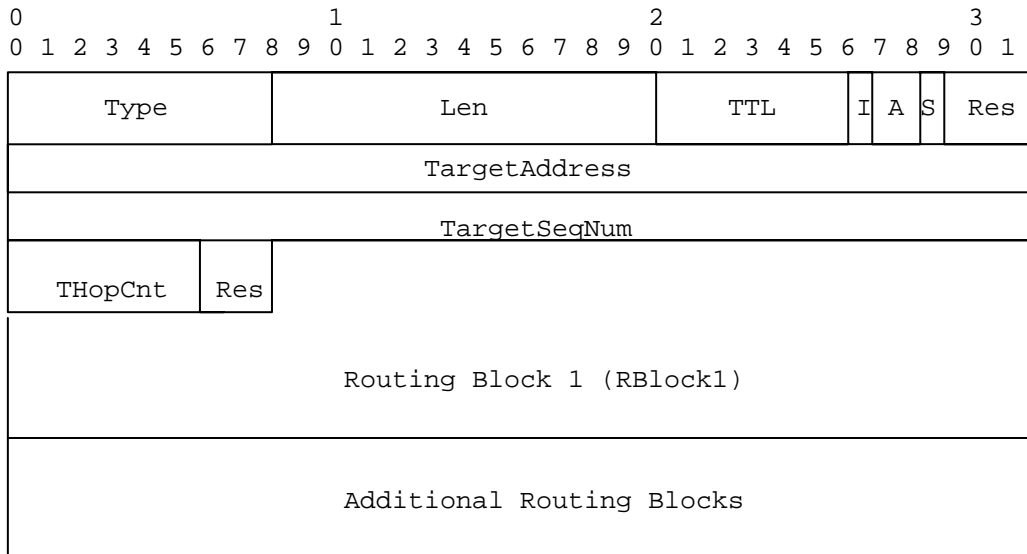 0 1 2 3
0 1 2 3 4 5 6 7 8 9 0 1 2 3 4 5 6 7 8 9 0 1 2 3 4 5 6 7 8 9 0 1
Type Len TTL I A S Res
TargetAddress
TargetSeqNum
THopCnt Res
Routing Block 1 (RBlock1)
Additional Routing Blocks